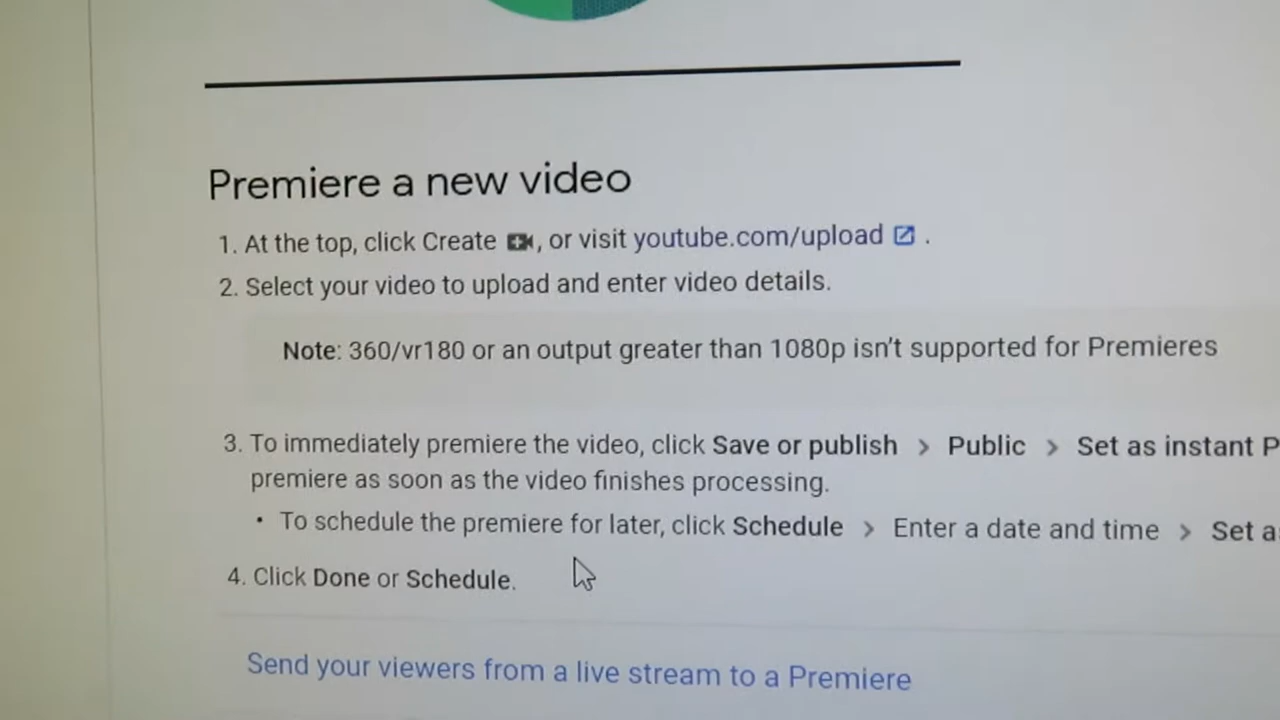 Premiere a new video
1. At the top, click Create , or visit youtube.com/upload .
2. Select your video to upload and enter video details.
Note: 360/vr180 or an output greater than 1080p isn't supported for Premieres
3. To immediately premiere the video, click Save or publish > Public > Set as instant P
premiere as soon as the video finishes processing.
• To schedule the premiere for later, click Schedule > Enter a date and time > Set a
4. Click Done or Schedule.
Send your viewers from a live stream to a Premiere